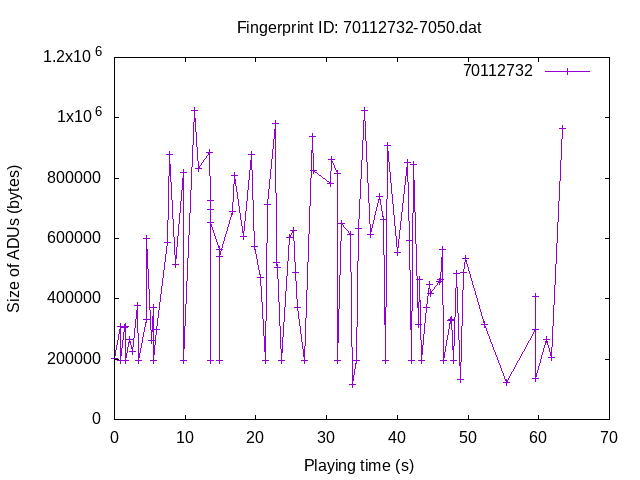 Fingerprint ID: 70112732-7050.dat
1.2x10^6
70112732
1x10^6
800000
600000
400000
200000
0
Size of ADUs (bytes)
0 10 20 30 40 50 60 70
Playing time (s)